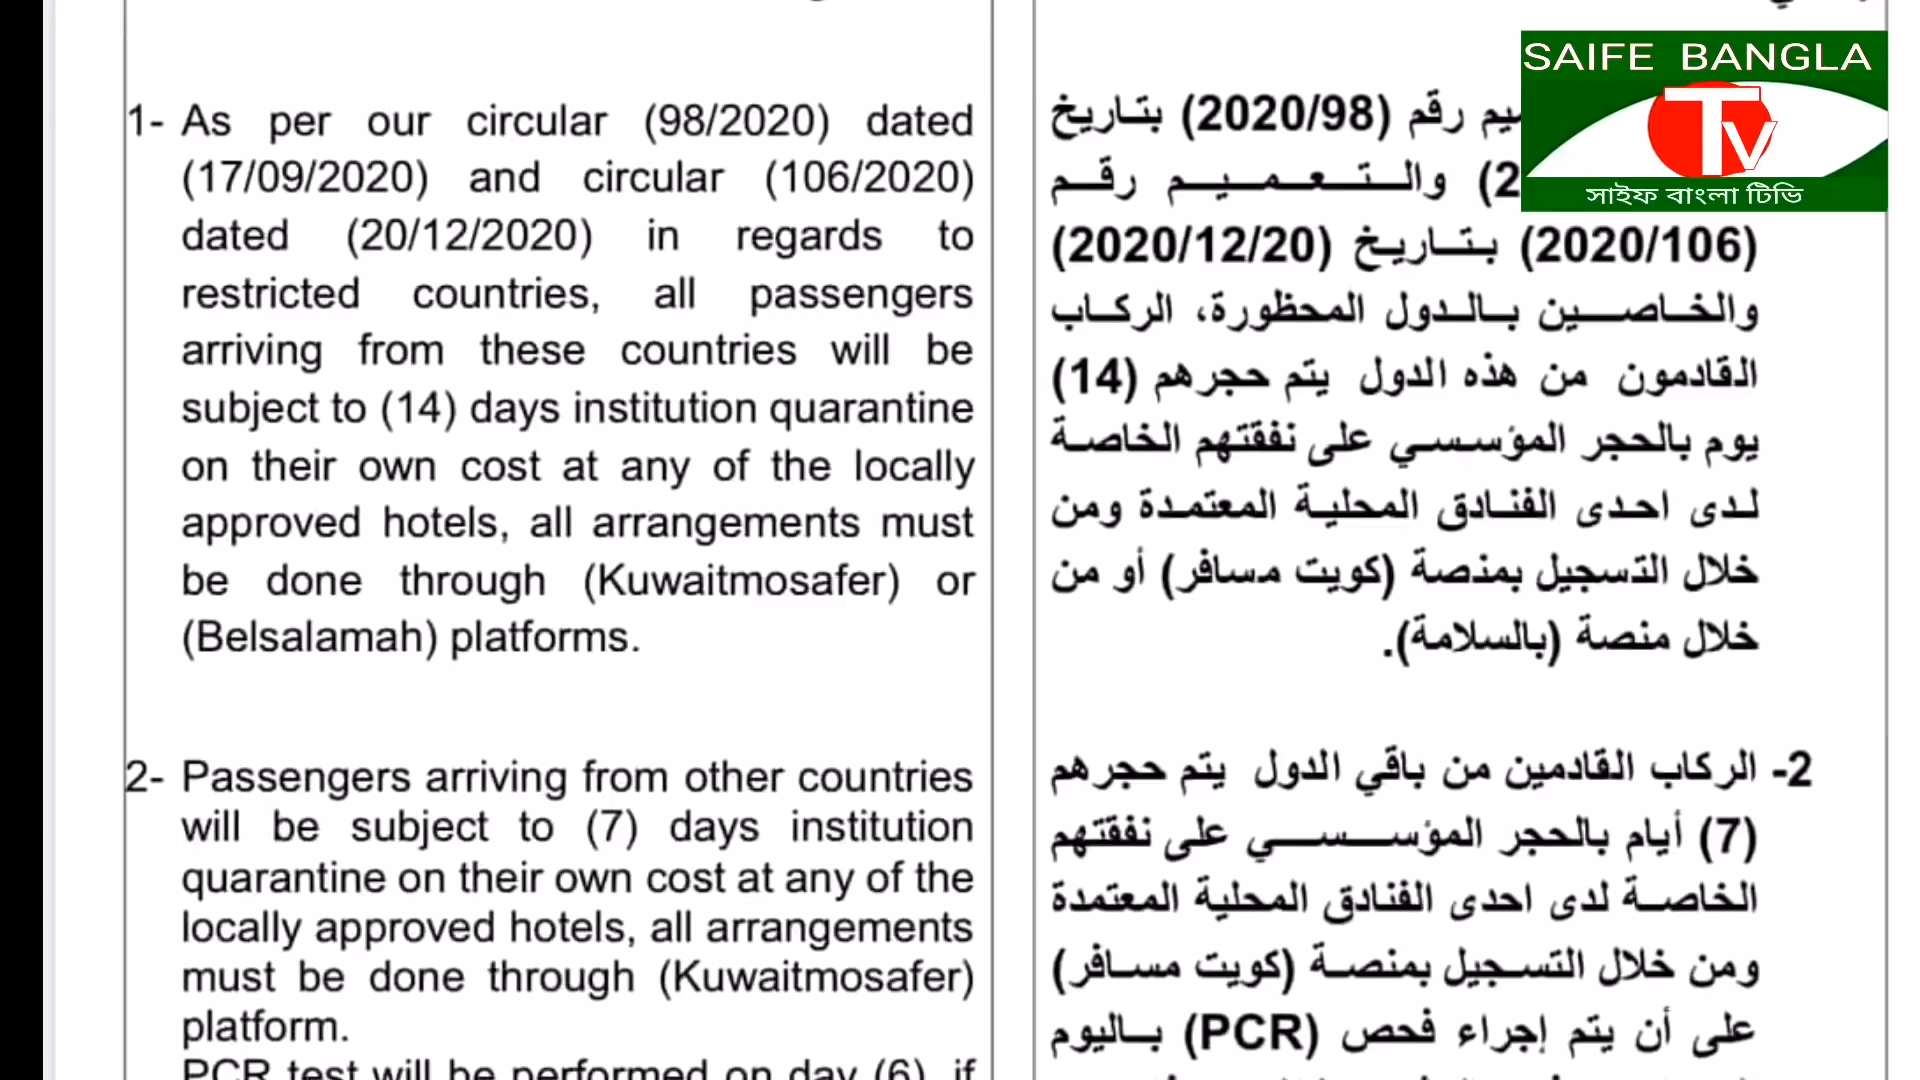 1- As per our circular (98/2020) dated
(17/09/2020) and circular (106/2020)
dated (20/12/2020) in regards to
restricted countries, all passengers
arriving from these countries will be
subject to (14) days institution quarantine
on their own cost at any of the locally
approved hotels, all arrangements must
be done through (Kuwaitmosafer) or
(Belsalamah) platforms.
2- Passengers arriving from other countries
will be subject to (7) days institution
quarantine on their own cost at any of the
locally approved hotels, all arrangements
must be done through (Kuwaitmosafer)
platform.
PCR test will be performed on day (6), if
رقم (2020/98) بتاريخ
والتعميم رقم
(2020/106) بتاريخ (2020/12/20)
والخاصين بالدول المحظورة، الركاب
القادمون من هذه الدول يتم حجرهم (14)
يوم بالحجر المؤسسي على نفقتهم الخاصة
لدى احدى الفنادق المحلية المعتمدة ومن
خلال التسجيل بمنصة (كويت مسافر) أو من
خلال منصة (بالسلامة).
2- الركاب القادمين من باقي الدول يتم حجرهم
(7) أيام بالحجر المؤسسي على نفقتهم
الخاصة لدى احدى الفنادق المحلية المعتمدة
ومن خلال التسجيل بمنصة (كويت مسافر)
على أن يتم إجراء فحص (PCR) باليوم
SAIFE BANGLA
Tv
সাইফ বাংলা টিভি